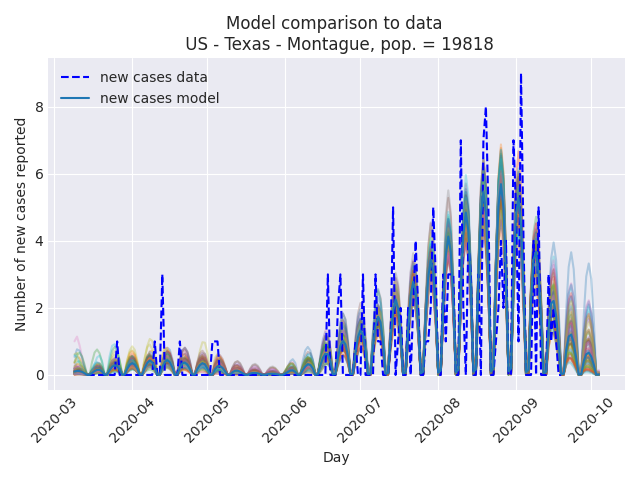 Model comparison to data
US - Texas - Montague, pop. = 19818
new cases data
new cases model
Number of new cases reported
8
6
4
2
0
2020-03
2020-04
2020-05
2020-06
2020-07
2020-08
2020-09
2020-10
Day